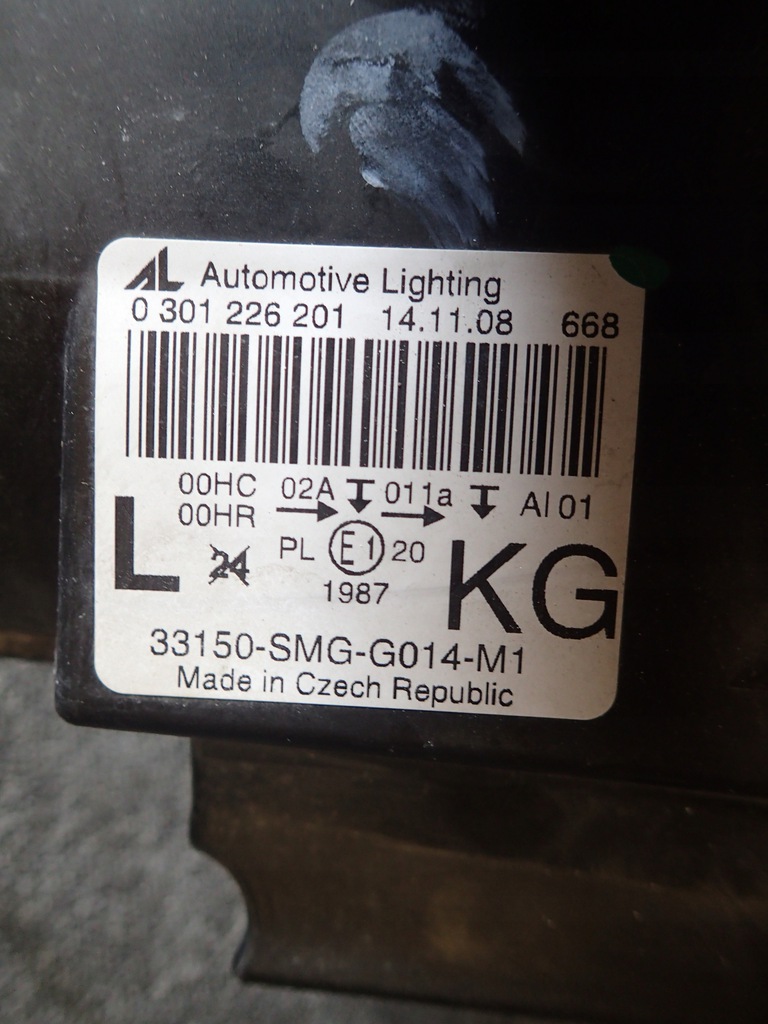 AL Automotive Lighting
0 301 226 201 14.11.08 668
00HC 02A 011a AI 01
00HR
L 24 PL E1 20 KG
1987
33150-SMG-G014-M1
Made in Czech Republic